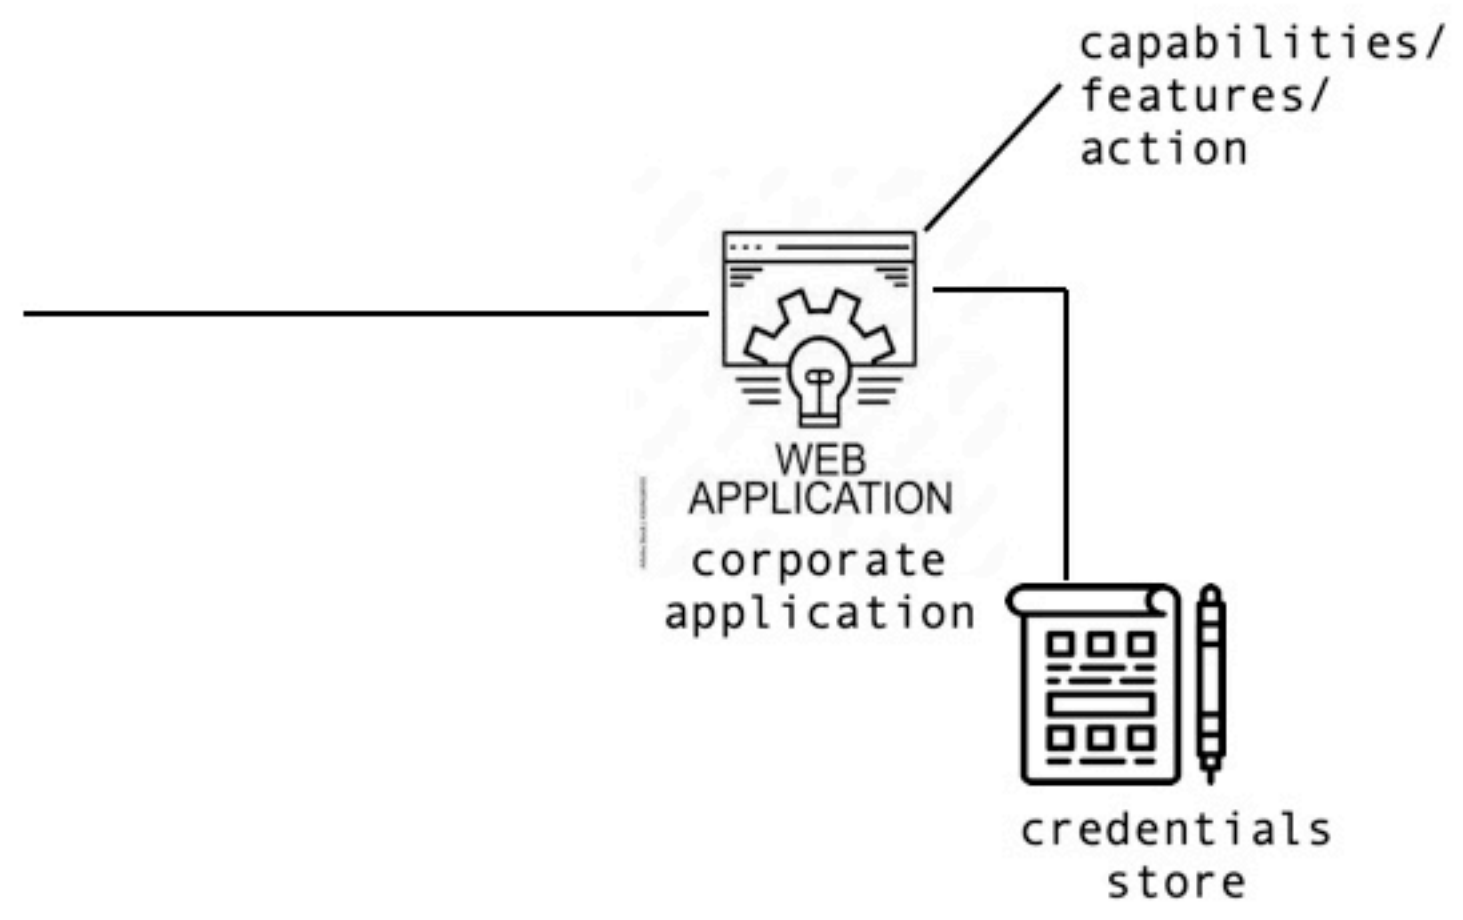 capabilities/
features/
action
WEB
APPLICATION
corporate
application
credentials
store